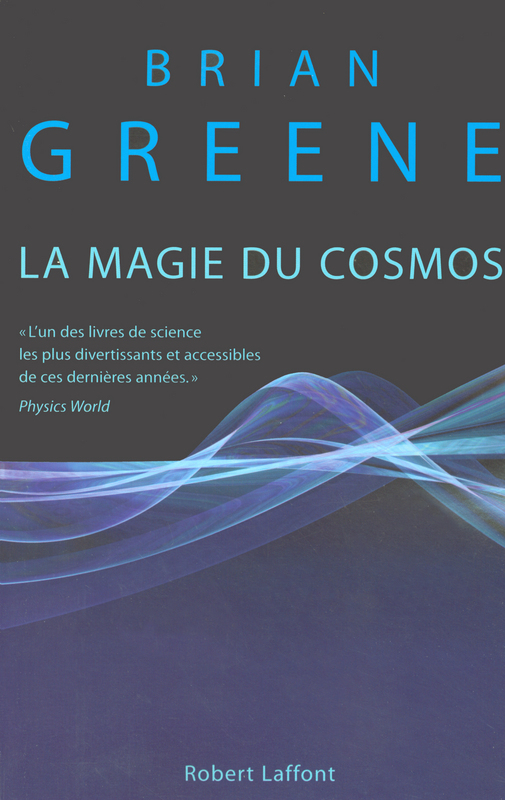 BRIAN
GREENE
LA MAGIE DU COSMOS
« L'un des livres de science
les plus divertissants et accessibles
de ces dernières années. »
Physics World
Robert Laffont